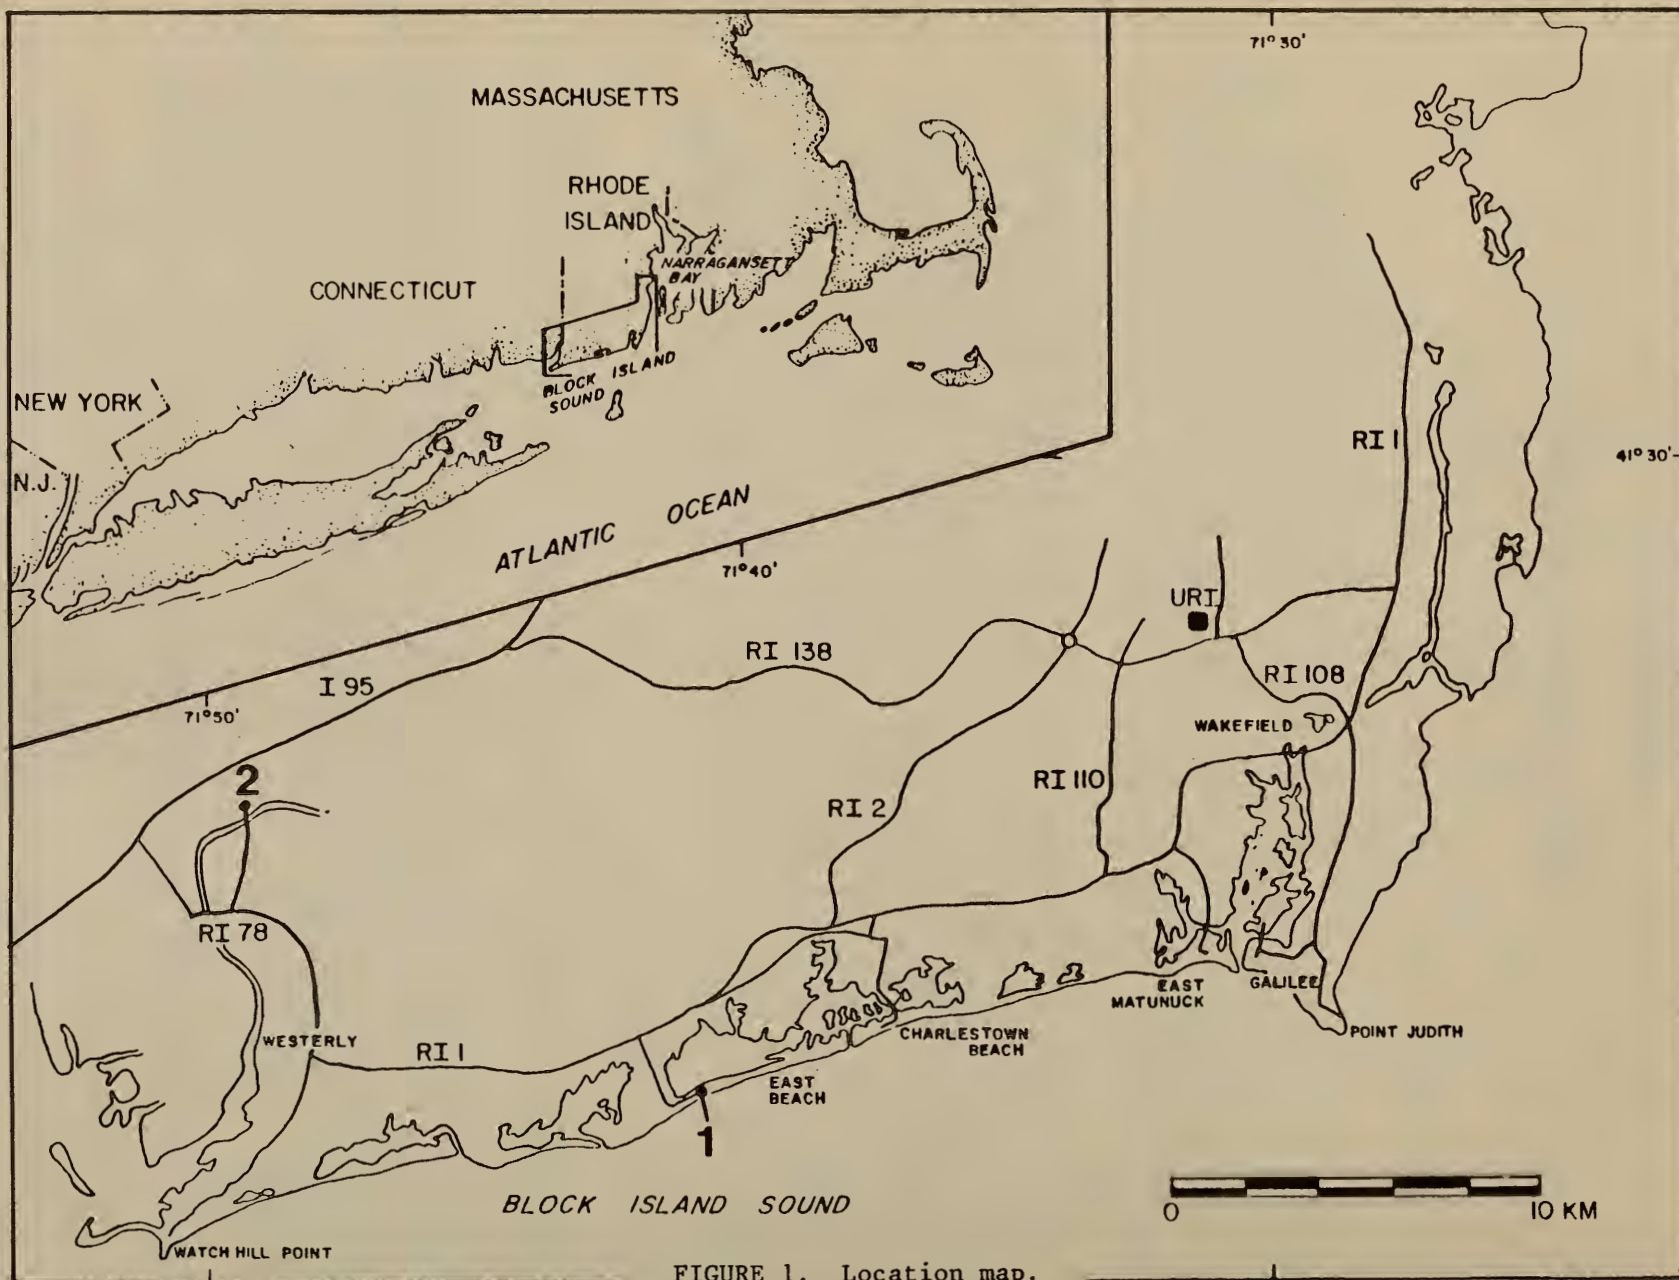 71° 30'
MASSACHUSETTS
RHODE
ISLAND
NARRAGANSETT
BAY
CONNECTICUT
BLOCK ISLAND
SOUND
NEW YORK
N.J.
RI 1
41° 30'
ATLANTIC OCEAN
71° 40'
URI
RI 138
RI 108
I 95
71° 50'
WAKEFIELD
2
RI 110
RI 2
RI 78
EAST
MATUNUCK
GALILEE
POINT JUDITH
CHARLESTOWN
BEACH
WESTERLY
RI 1
EAST
BEACH
1
BLOCK ISLAND SOUND
0 10 KM
WATCH HILL POINT
FIGURE 1. Location map.